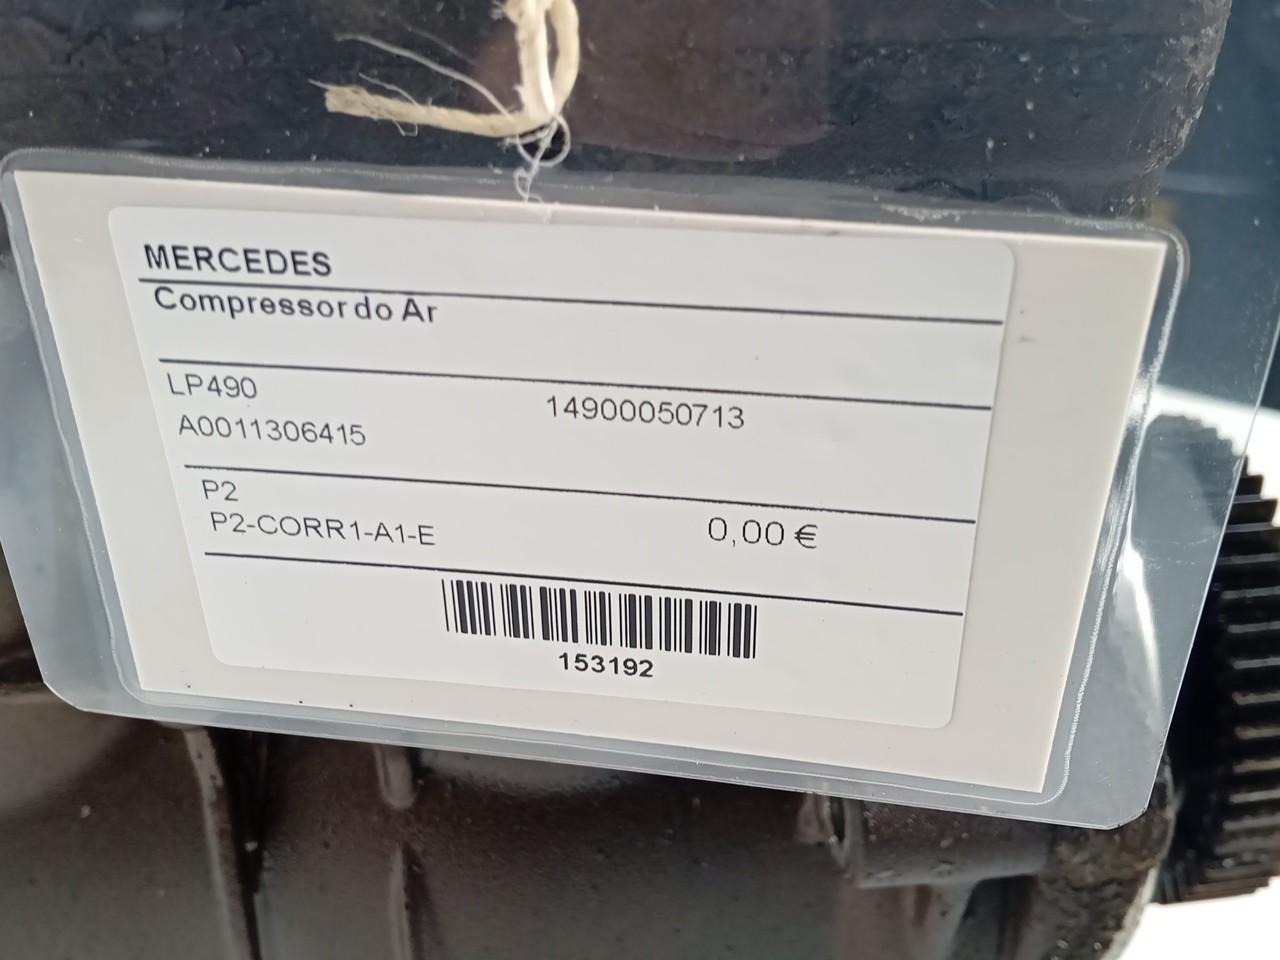 MERCEDES
Compressor do Ar
LP490 14900050713
A0011306415
P2
P2-CORR1-A1-E 0,00 €
153192